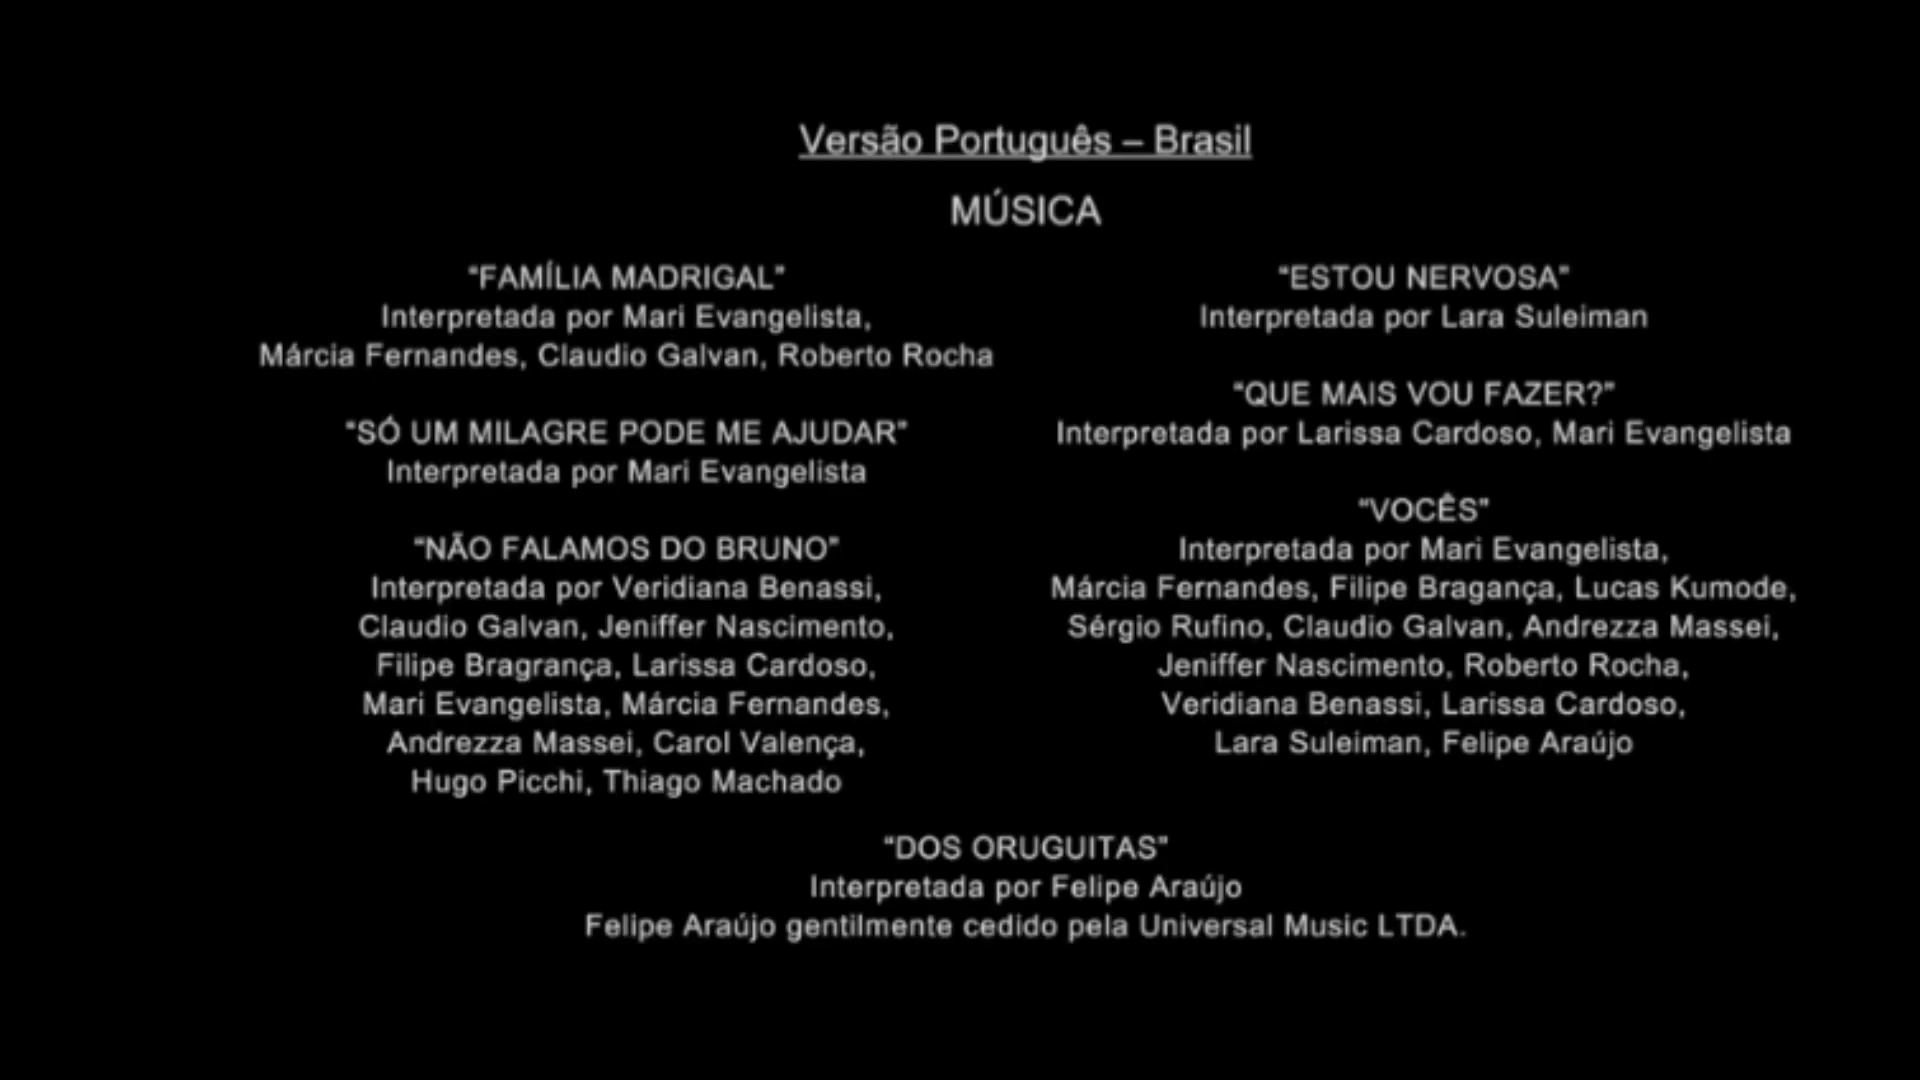 Versão Português – Brasil
MÚSICA
“FAMÍLIA MADRIGAL”
Interpretada por Mari Evangelista,
Márcia Fernandes, Claudio Galvan, Roberto Rocha
“SÓ UM MILAGRE PODE ME AJUDAR”
Interpretada por Mari Evangelista
“NÃO FALAMOS DO BRUNO”
Interpretada por Veridiana Benassi,
Claudio Galvan, Jeniffer Nascimento,
Filipe Bragrança, Larissa Cardoso,
Mari Evangelista, Márcia Fernandes,
Andrezza Massei, Carol Valença,
Hugo Picchi, Thiago Machado
“ESTOU NERVOSA”
Interpretada por Lara Suleiman
“QUE MAIS VOU FAZER?”
Interpretada por Larissa Cardoso, Mari Evangelista
“VOCÊS”
Interpretada por Mari Evangelista,
Márcia Fernandes, Filipe Bragança, Lucas Kumode,
Sérgio Rufino, Claudio Galvan, Andrezza Massei,
Jeniffer Nascimento, Roberto Rocha,
Veridiana Benassi, Larissa Cardoso,
Lara Suleiman, Felipe Araújo
“DOS ORUGUITAS”
Interpretada por Felipe Araújo
Felipe Araújo gentilmente cedido pela Universal Music LTDA.